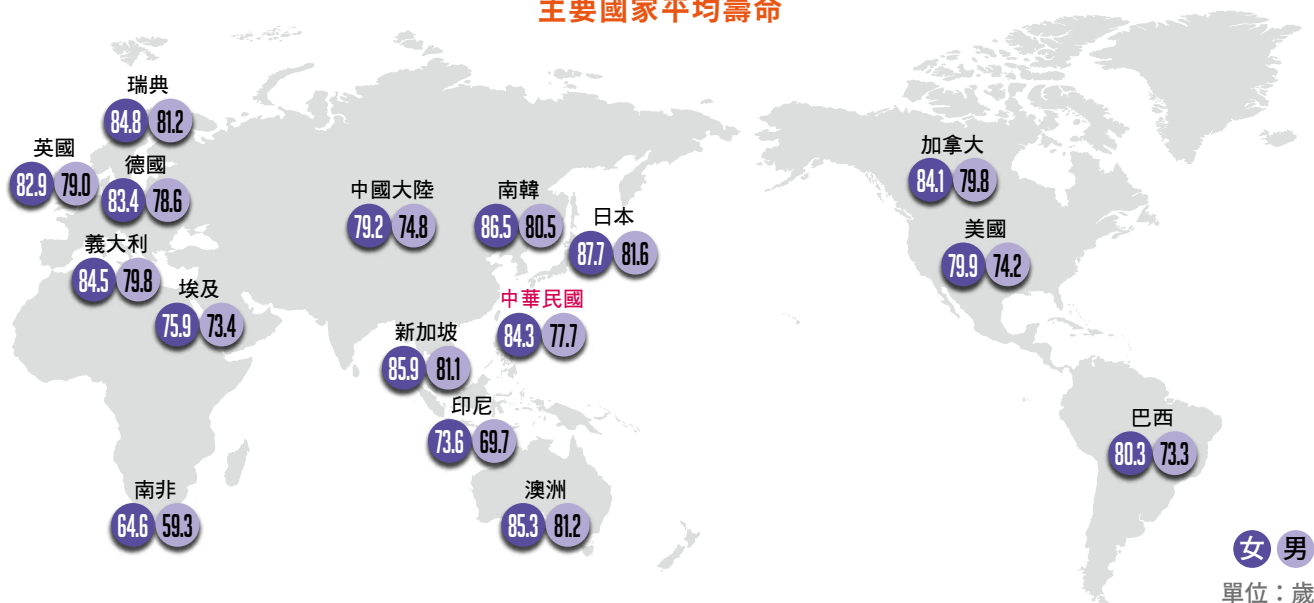 主要國家平均壽命
瑞典
84.8 81.2
英國
82.9 79.0
德國
83.4 78.6
義大利
84.5 79.8
埃及
75.9 73.4
南非
64.6 59.3
中國大陸
79.2 74.8
南韓
86.5 80.5
日本
87.7 81.6
中華民國
84.3 77.7
新加坡
85.9 81.1
印尼
73.6 69.7
澳洲
85.3 81.2
加拿大
84.1 79.8
美國
79.9 74.2
巴西
80.3 73.3
女 男
單位：歲